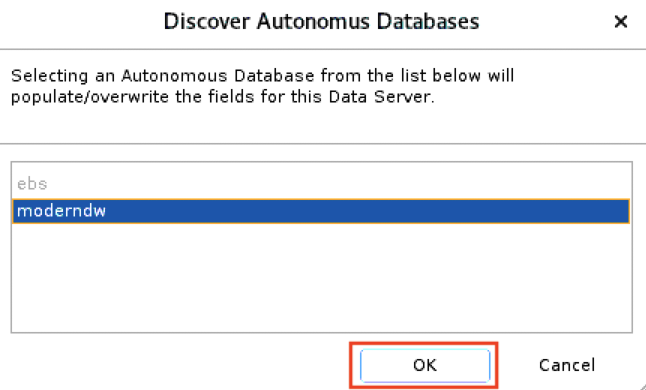 Discover Autonomus Databases
Selecting an Autonomous Database from the list below will
populate/overwrite the fields for this Data Server.
ebs
moderndw
OK Cancel